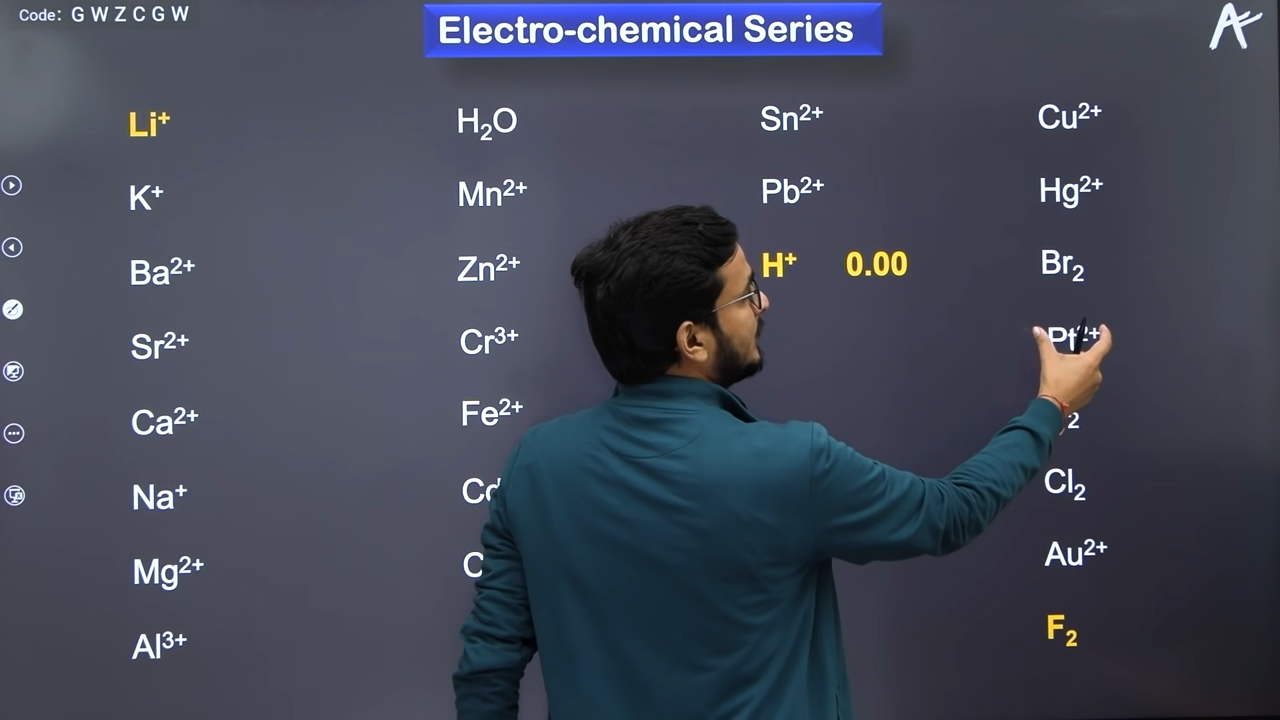 Code: G W Z C G W
Electro-chemical Series
Li⁺
K⁺
Ba²⁺
Sr²⁺
Ca²⁺
Na⁺
Mg²⁺
Al³⁺
H₂O
Mn²⁺
Zn²⁺
Cr³⁺
Fe²⁺
Sn²⁺
Pb²⁺
H⁺ 0.00
Cu²⁺
Hg²⁺
Br₂
Pt²⁺
Cl₂
Au²⁺
F₂